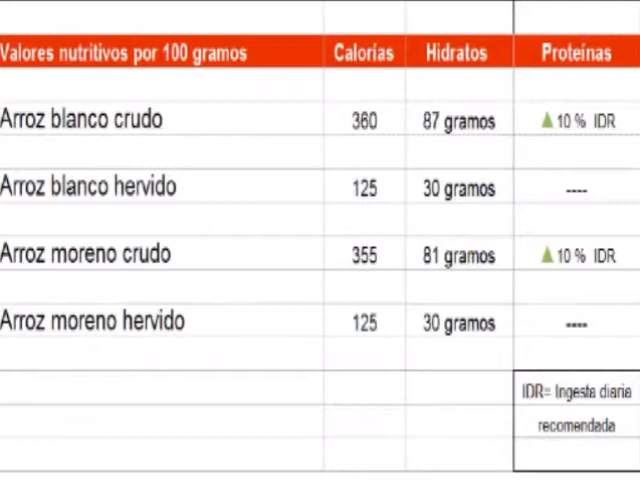 Valores nutritivos por 100 gramos Calorías Hidratos Proteínas
Arroz blanco crudo 360 87 gramos 10 % IDR
Arroz blanco hervido 125 30 gramos ----
Arroz moreno crudo 355 81 gramos 10 % IDR
Arroz moreno hervido 125 30 gramos ----
IDR= Ingesta diaria
recomendada